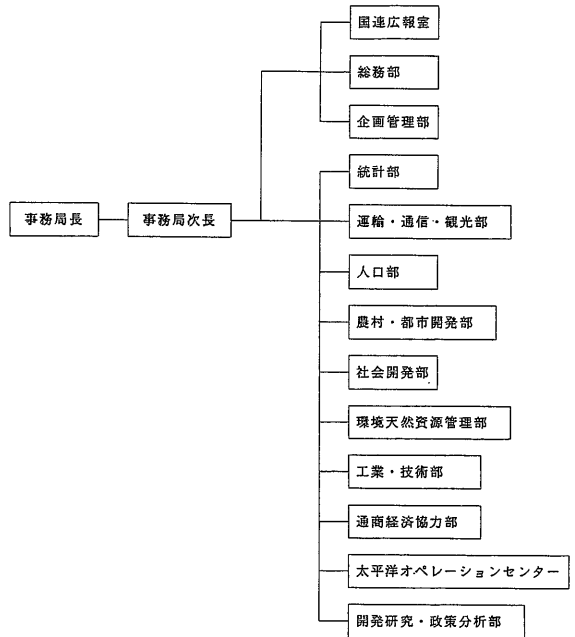 国連広報室
総務部
企画管理部
統計部
事務局長
事務局次長
運輸・通信・観光部
人口部
農村・都市開発部
社会開発部
環境天然資源管理部
工業・技術部
通商経済協力部
太平洋オペレーションセンター
開発研究・政策分析部